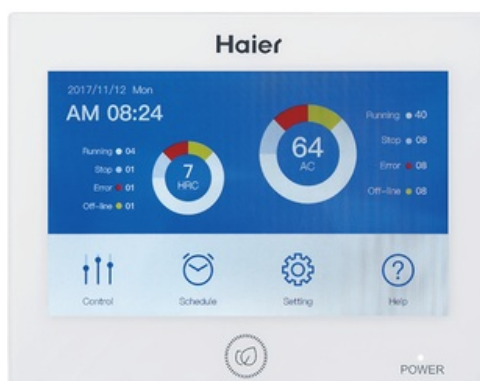 Haier
2017/11/12 Mon
AM 08:24
Running 04
Stop 01
Error 01
Off-line 01
7
HRC
64
AC
Running 40
Stop 08
Error 08
Off-line 08
Control
Schedule
Setting
Help
POWER